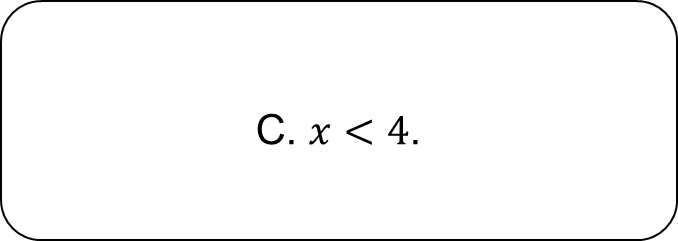 C. 𝑥 < 4.